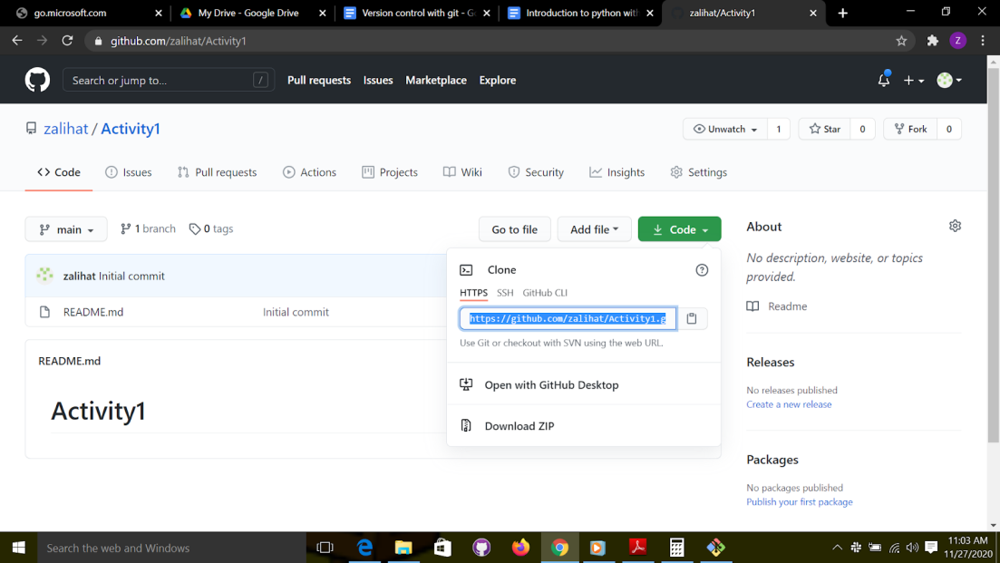 go.microsoft.com
My Drive - Google Drive
Version control with git - Go
Introduction to python with
zalihat/Activity1
github.com/zalihat/Activity1
Z
Search or jump to...
/
Pull requests
Issues
Marketplace
Explore
zalihat / Activity1
Unwatch 1
Star 0
Fork 0
<> Code
Issues
Pull requests
Actions
Projects
Wiki
Security
Insights
Settings
main
1 branch
0 tags
Go to file
Add file
Code
zalihat Initial commit
README.md Initial commit
README.md
Activity1
Clone
HTTPS SSH GitHub CLI
https://github.com/zalihat/Activity1.g
Use Git or checkout with SVN using the web URL.
Open with GitHub Desktop
Download ZIP
About
No description, website, or topics
provided.
Readme
Releases
No releases published
Create a new release
Packages
No packages published
Publish your first package
Search the web and Windows
11:03 AM
11/27/2020